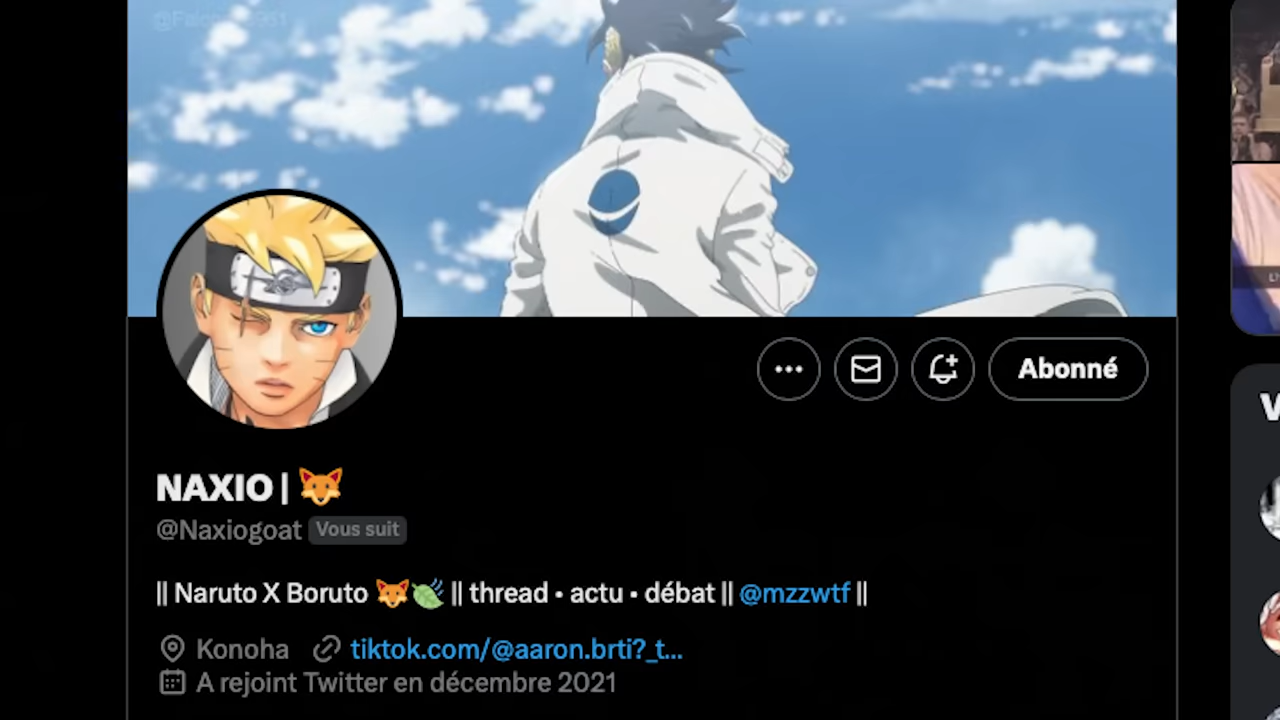 Abonné
NAXIO | 🦊
@Naxiogoat Vous suit
|| Naruto X Boruto 🦊🍃 || thread • actu • débat || @mzzwtf ||
Konoha tiktok.com/@aaron.brti?_t...
A rejoint Twitter en décembre 2021